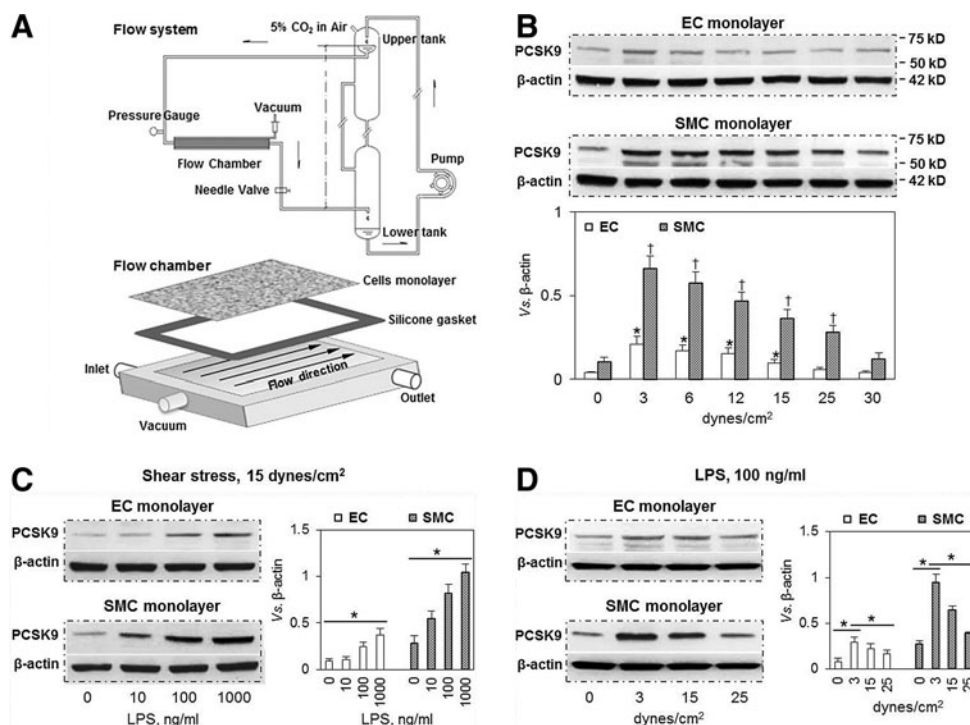 A
Flow system
5% CO2 in Air
Upper tank
Vacuum
Pressure Gauge
Flow Chamber
Pump
Needle Valve
Lower tank
Flow chamber
Cells monolayer
Silicone gasket
Inlet
Flow direction
Outlet
Vacuum
B
EC monolayer
PCSK9
75 kD
50 kD
β-actin
42 kD
SMC monolayer
PCSK9
75 kD
50 kD
β-actin
42 kD
Vs. β-actin
1
0.5
0
EC SMC
* * * *
† † † † †
0 3 6 12 15 25 30
dynes/cm²
C
Shear stress, 15 dynes/cm²
EC monolayer
PCSK9
β-actin
SMC monolayer
PCSK9
β-actin
0 10 100 1000
LPS, ng/ml
Vs. β-actin
1
0.5
0
EC SMC
* *
0 10 100 1000 0 10 100 1000
LPS, ng/ml
D
LPS, 100 ng/ml
EC monolayer
PCSK9
β-actin
SMC monolayer
PCSK9
β-actin
0 3 15 25
dynes/cm²
Vs. β-actin
1
0.5
0
EC SMC
* * * *
0 3 15 25 0 3 15 25
dynes/cm²